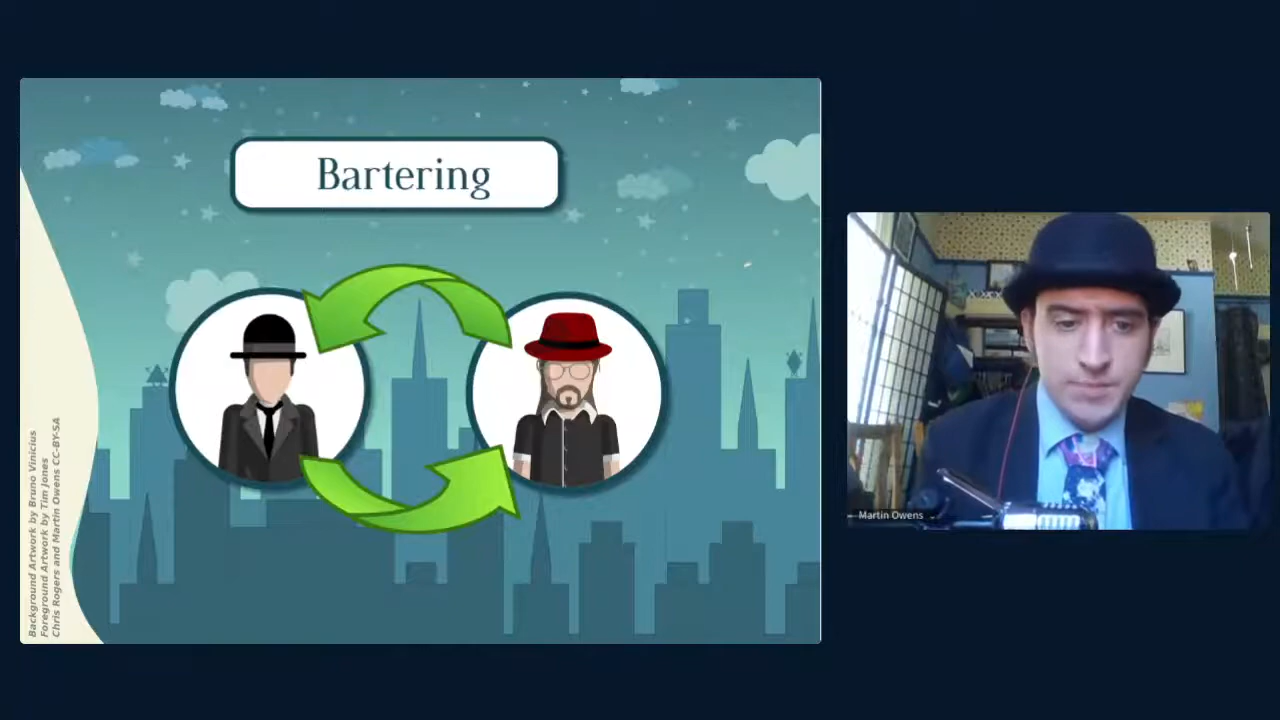 Bartering
Background Artwork by Bruno Vinicius
Foreground Artwork by Tim Jones
Chris Rogers and Martin Owens CC-BY-SA
Martin Owens